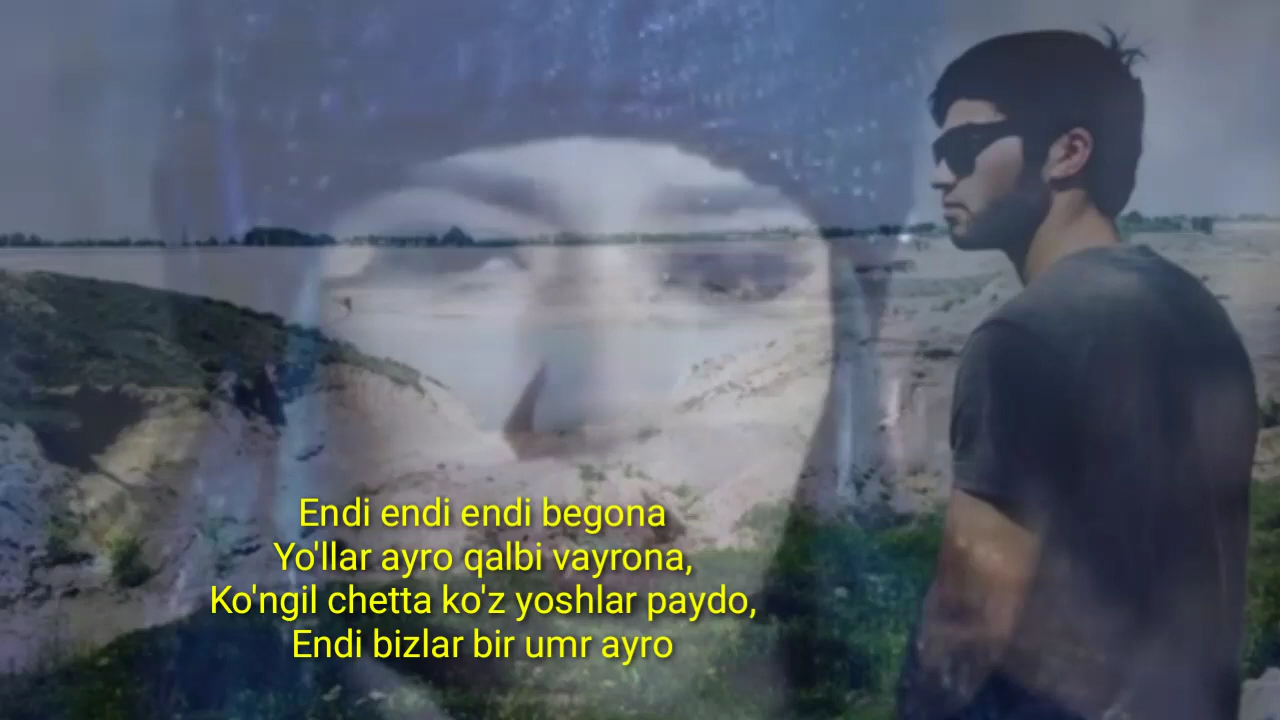 Endi endi endi begona
Yo'llar ayro qalbi vayrona,
Ko'ngil chetta ko'z yoshlar paydo,
Endi bizlar bir umr ayro